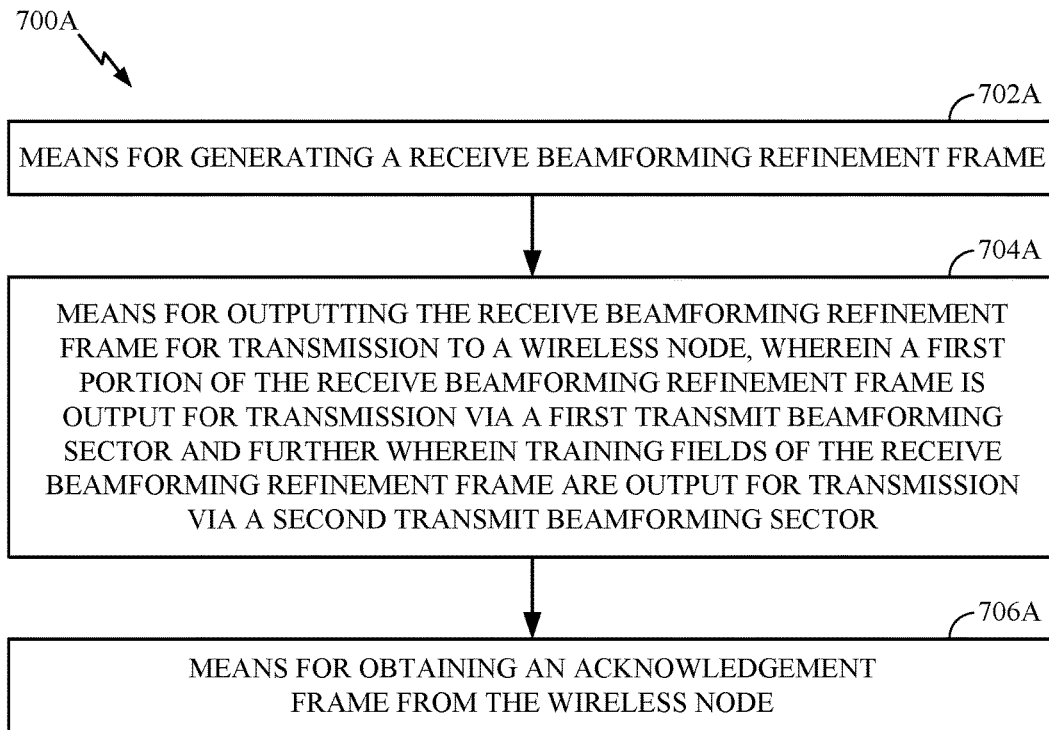 700A
702A
MEANS FOR GENERATING A RECEIVE BEAMFORMING REFINEMENT FRAME
704A
MEANS FOR OUTPUTTING THE RECEIVE BEAMFORMING REFINEMENT
FRAME FOR TRANSMISSION TO A WIRELESS NODE, WHEREIN A FIRST
PORTION OF THE RECEIVE BEAMFORMING REFINEMENT FRAME IS
OUTPUT FOR TRANSMISSION VIA A FIRST TRANSMIT BEAMFORMING
SECTOR AND FURTHER WHEREIN TRAINING FIELDS OF THE RECEIVE
BEAMFORMING REFINEMENT FRAME ARE OUTPUT FOR TRANSMISSION
VIA A SECOND TRANSMIT BEAMFORMING SECTOR
706A
MEANS FOR OBTAINING AN ACKNOWLEDGEMENT
FRAME FROM THE WIRELESS NODE